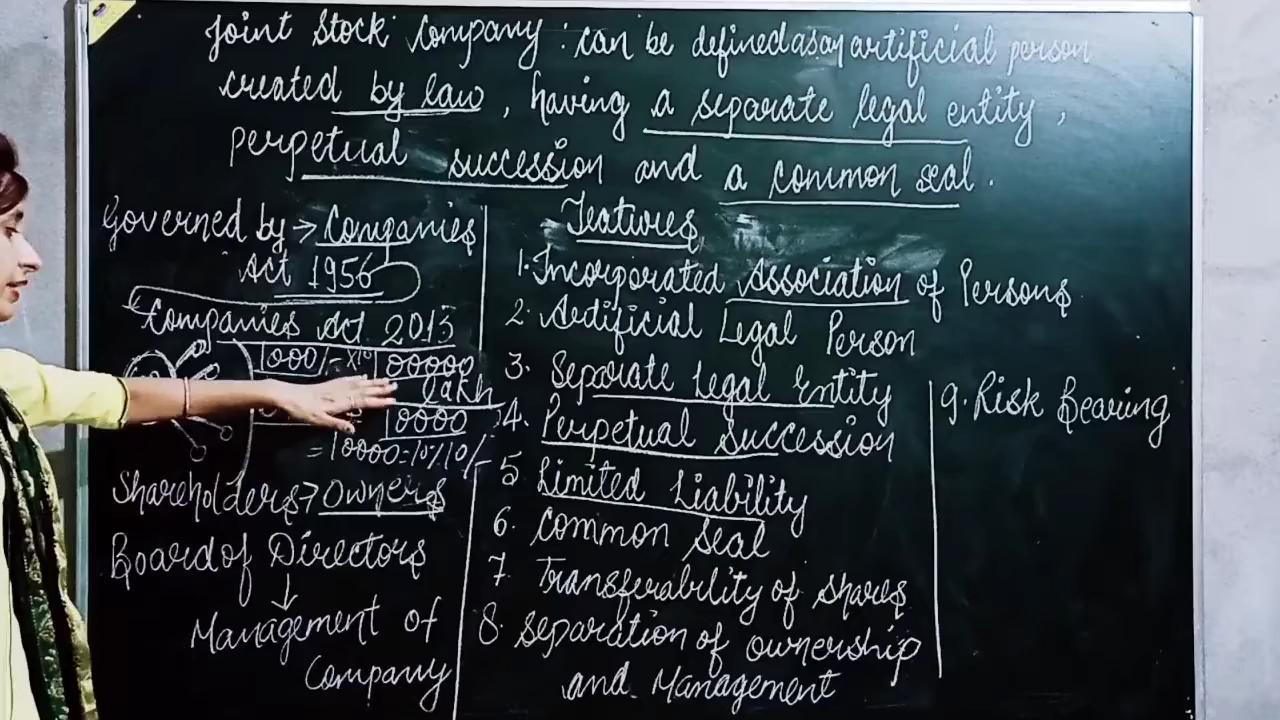 Joint Stock Company : can be defined as an artificial person
created by law, having a separate legal entity,
perpetual succession and a common seal.
Governed by → Companies
Act 1956
Companies Act 2013
1000/- x10
00000
lakh
10000
= 10000
Shareholders → Owners
Board of Directors
↓
Management of
Company
Features
1. Incorporated Association of Persons
2. Artificial Legal Person
3. Separate Legal Entity
4. Perpetual Succession
5 Limited Liability
6. Common Seal
7. Transferability of shares
8. Separation of ownership
and Management
9. Risk Bearing